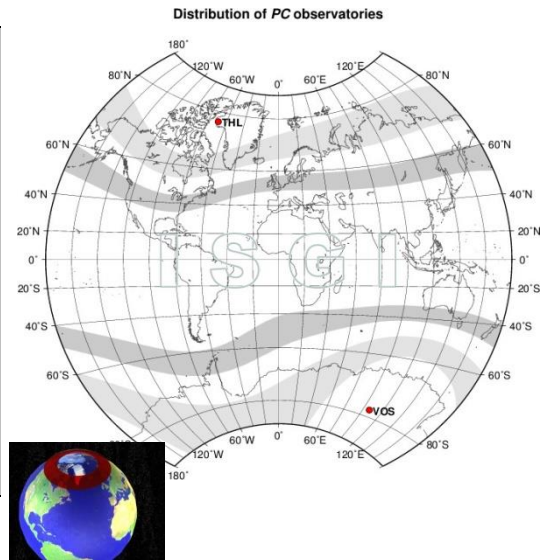 Distribution of PC observatories
180°
120°W 120°E
60°W 60°E
0°
80°N 80°N
THL
60°N 60°N
40°N 40°N
20°N 20°N
0° ISGI 0°
20°S 20°S
40°S 40°S
60°S 60°S
VOS
80°S
0°
60°W 60°E
120°W 120°E
180°